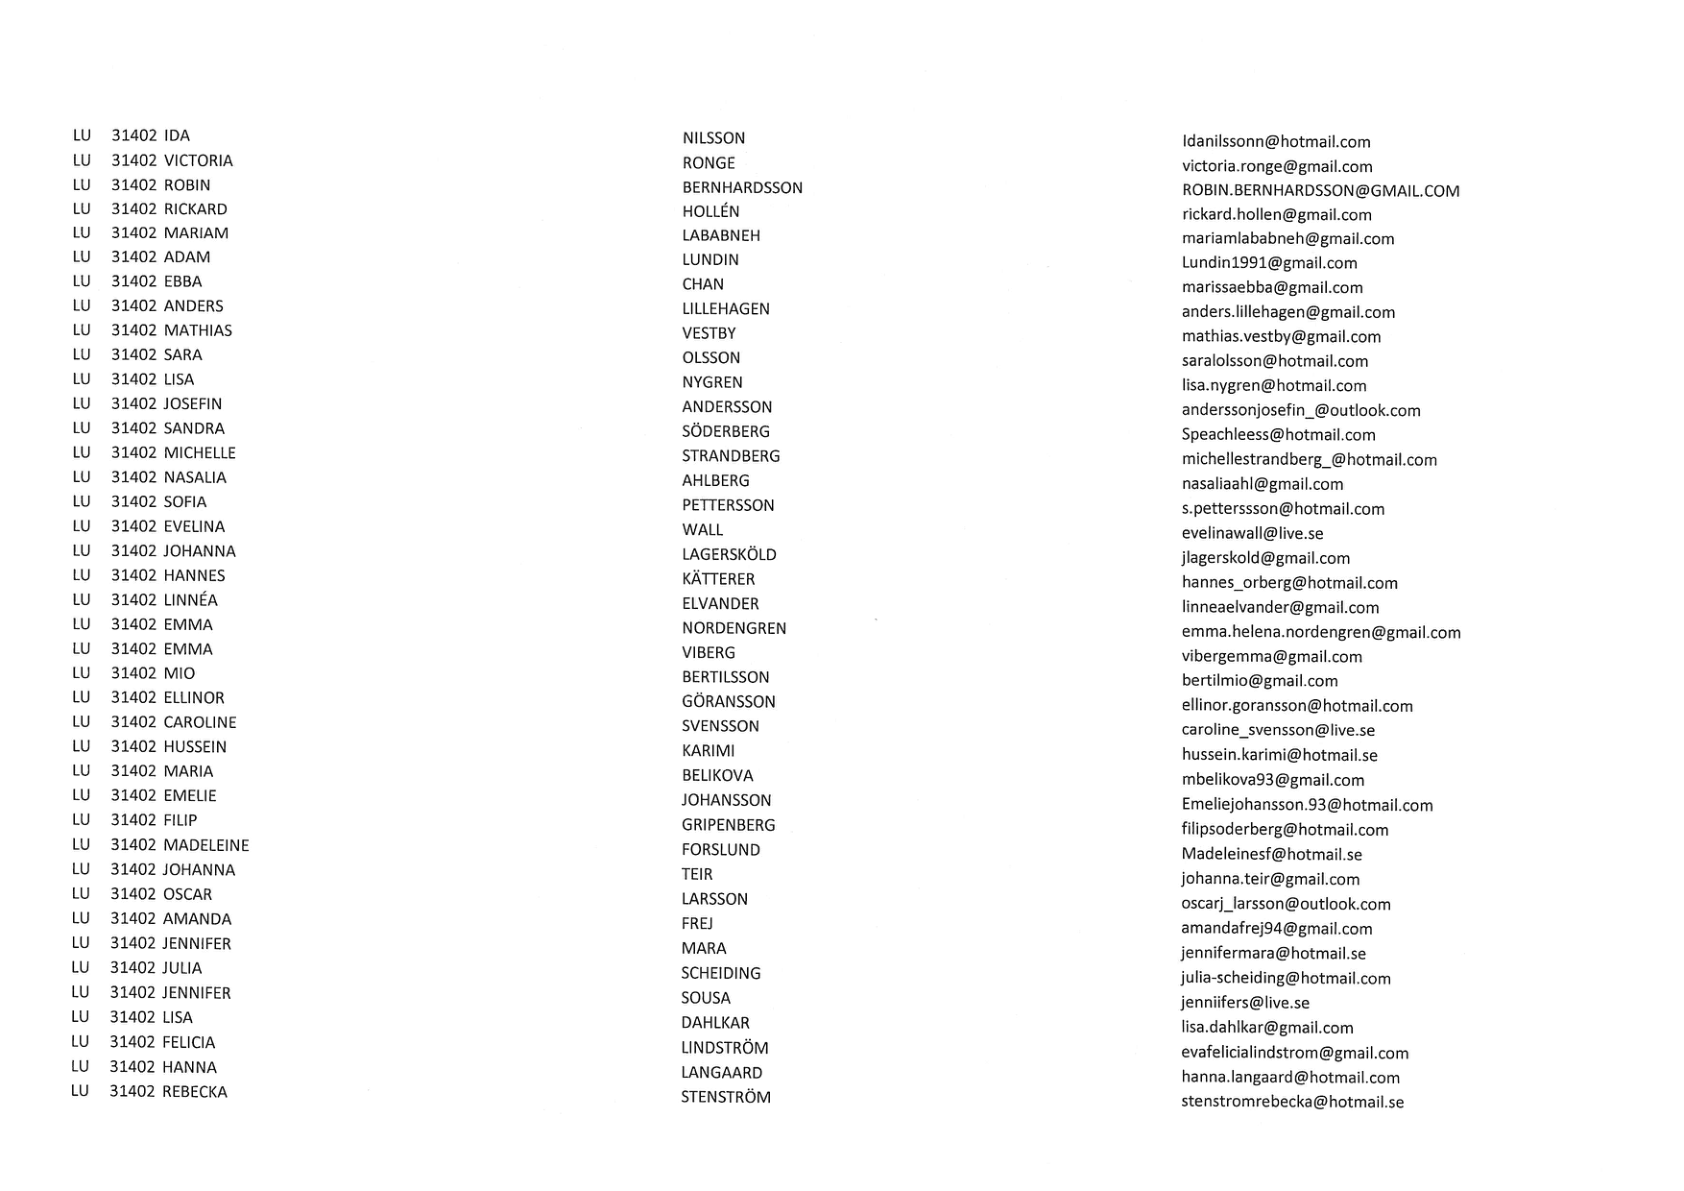 LU 31402 IDA NILSSON Idanilssonn@hotmail.com
LU 31402 VICTORIA RONGE victoria.ronge@gmail.com
LU 31402 ROBIN BERNHARDSSON ROBIN.BERNHARDSSON@GMAIL.COM
LU 31402 RICKARD HOLLÉN rickard.hollen@gmail.com
LU 31402 MARIAM LABABNEH mariamlababneh@gmail.com
LU 31402 ADAM LUNDIN Lundin1991@gmail.com
LU 31402 EBBA CHAN marissaebba@gmail.com
LU 31402 ANDERS LILLEHAGEN anders.lillehagen@gmail.com
LU 31402 MATHIAS VESTBY mathias.vestby@gmail.com
LU 31402 SARA OLSSON saralolsson@hotmail.com
LU 31402 LISA NYGREN lisa.nygren@hotmail.com
LU 31402 JOSEFIN ANDERSSON anderssonjosefin_@outlook.com
LU 31402 SANDRA SÖDERBERG Speachleess@hotmail.com
LU 31402 MICHELLE STRANDBERG michellestrandberg_@hotmail.com
LU 31402 NASALIA AHLBERG nasaliaahl@gmail.com
LU 31402 SOFIA PETTERSSON s.petterssson@hotmail.com
LU 31402 EVELINA WALL evelinawall@live.se
LU 31402 JOHANNA LAGERSKÖLD jlagerskold@gmail.com
LU 31402 HANNES KÄTTERER hannes_orberg@hotmail.com
LU 31402 LINNÉA ELVANDER linneaelvander@gmail.com
LU 31402 EMMA NORDENGREN emma.helena.nordengren@gmail.com
LU 31402 EMMA VIBERG vibergemma@gmail.com
LU 31402 MIO BERTILSSON bertilmio@gmail.com
LU 31402 ELLINOR GÖRANSSON ellinor.goransson@hotmail.com
LU 31402 CAROLINE SVENSSON caroline_svensson@live.se
LU 31402 HUSSEIN KARIMI hussein.karimi@hotmail.se
LU 31402 MARIA BELIKOVA mbelikova93@gmail.com
LU 31402 EMELIE JOHANSSON Emeliejohansson.93@hotmail.com
LU 31402 FILIP GRIPENBERG filipsoderberg@hotmail.com
LU 31402 MADELEINE FORSLUND Madeleinesf@hotmail.se
LU 31402 JOHANNA TEIR johanna.teir@gmail.com
LU 31402 OSCAR LARSSON oscarj_larsson@outlook.com
LU 31402 AMANDA FREJ amandafrej94@gmail.com
LU 31402 JENNIFER MARA jennifermara@hotmail.se
LU 31402 JULIA SCHEIDING julia-scheiding@hotmail.com
LU 31402 JENNIFER SOUSA jenniifers@live.se
LU 31402 LISA DAHLKAR lisa.dahlkar@gmail.com
LU 31402 FELICIA LINDSTRÖM evafelicialindstrom@gmail.com
LU 31402 HANNA LANGAARD hanna.langaard@hotmail.com
LU 31402 REBECKA STENSTRÖM stenstromrebecka@hotmail.se